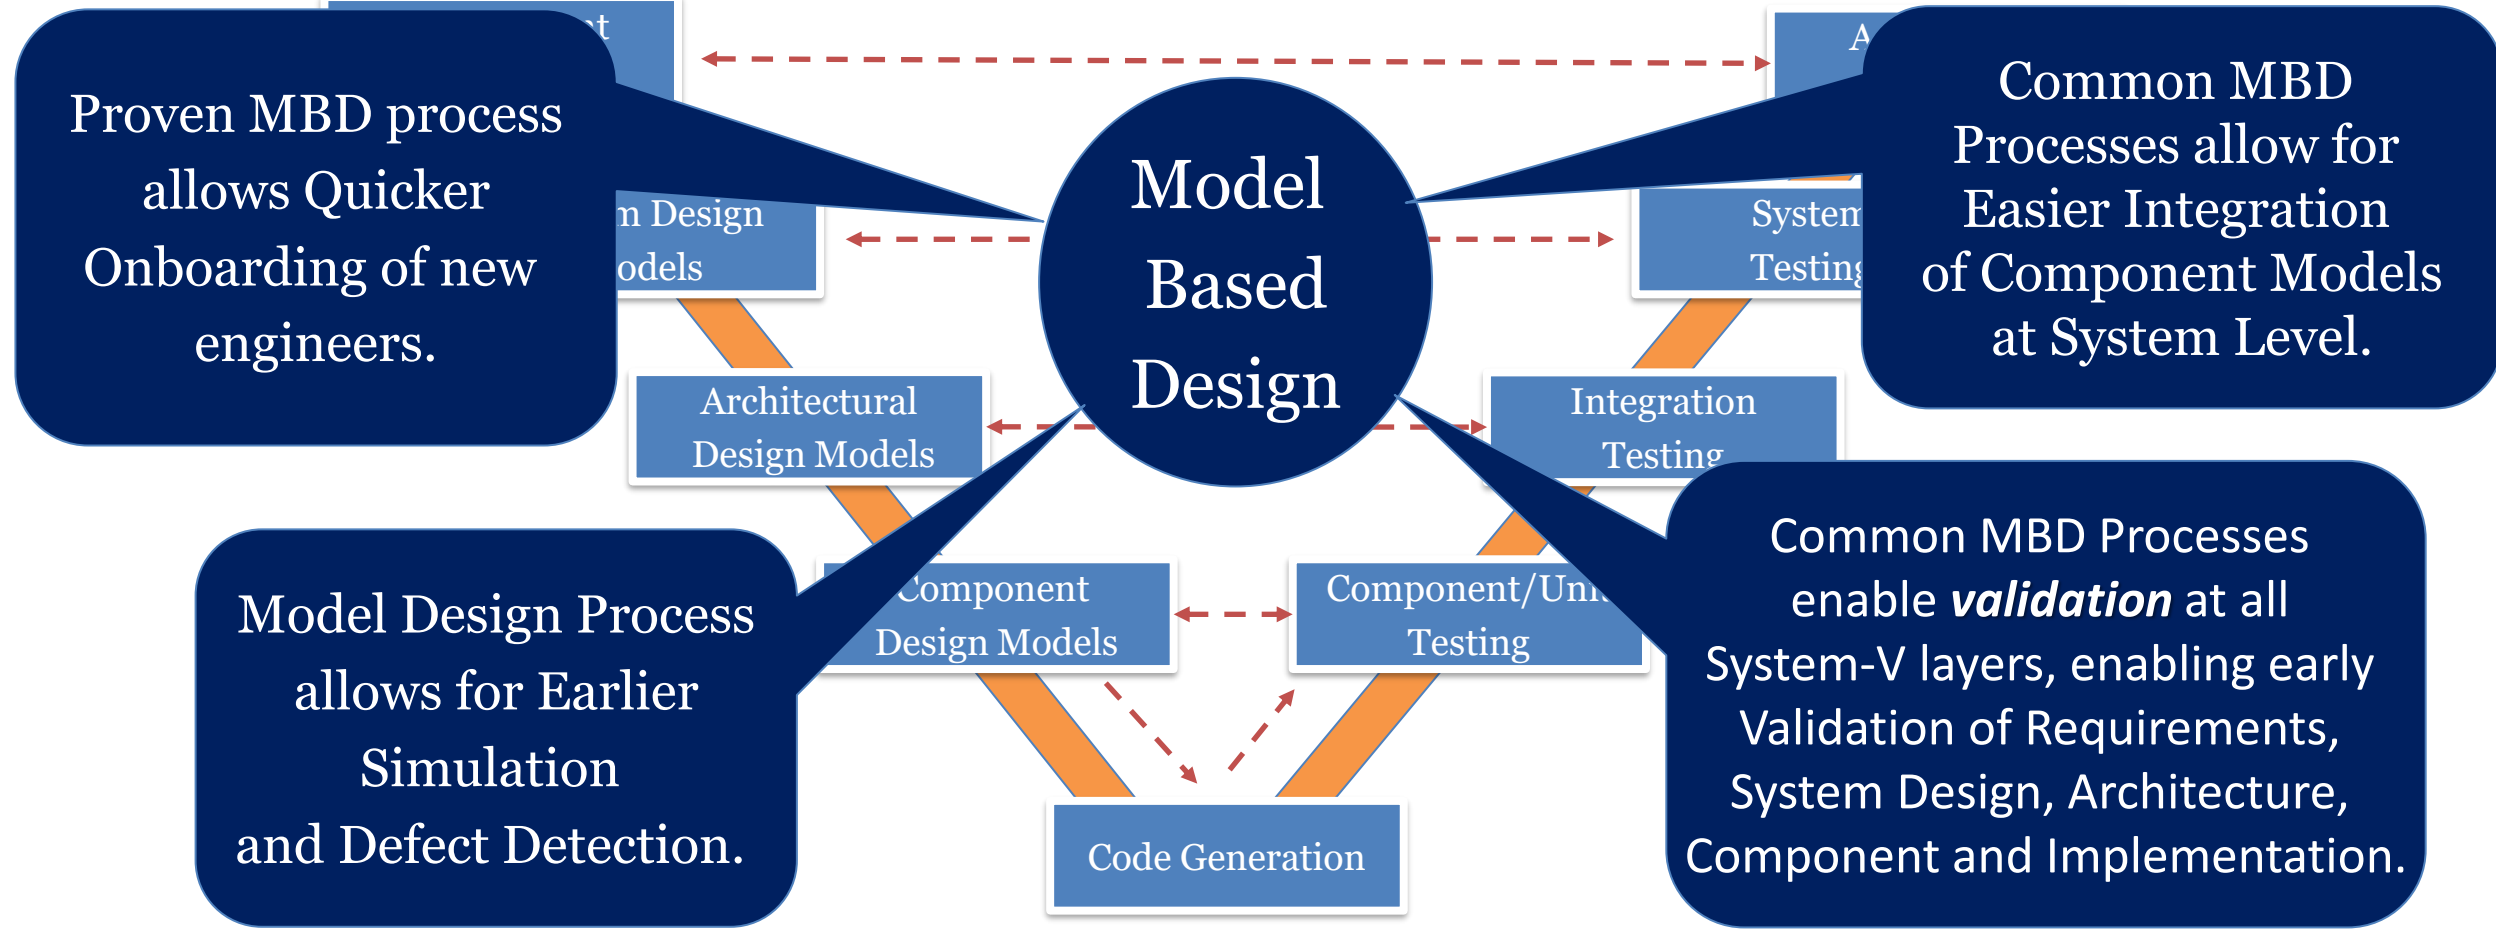 Proven MBD process
allows Quicker
Onboarding of new
engineers.
Model
Based
Design
Common MBD
Processes allow for
Easier Integration
of Component Models
at System Level.
Design
System
Testing
Architectural
Design Models
Integration
Testing
Model Design Process
allows for Earlier
Simulation
and Defect Detection.
Component
Design Models
Component/Unit
Testing
Common MBD Processes
enable validation at all
System-V layers, enabling early
Validation of Requirements,
System Design, Architecture,
Component and Implementation.
Code Generation